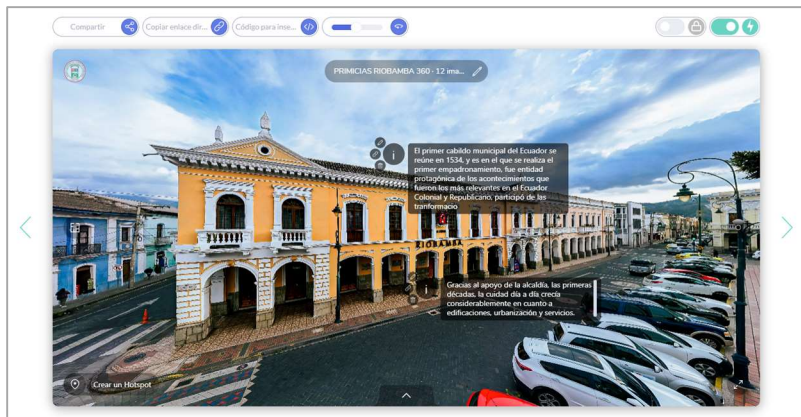 Compartir
Copiar enlace dir...
Código para inse...
PRIMICIAS RIOBAMBA 360 - 12 ima...
El primer cabildo municipal del Ecuador se
reúne en 1534, y es en el que se realiza el
primer empadronamiento, fue entidad
protagónica de los acontecimientos que
fueron los más relevantes en el Ecuador
Colonial y Republicano, participó de las
tranformacio
RIOBAMBA
Gracias al apoyo de la alcaldía, las primeras
décadas, la cuidad día a día crecía
considerablemente en cuanto a
edificaciones, urbanización y servicios.
Crear un Hotspot